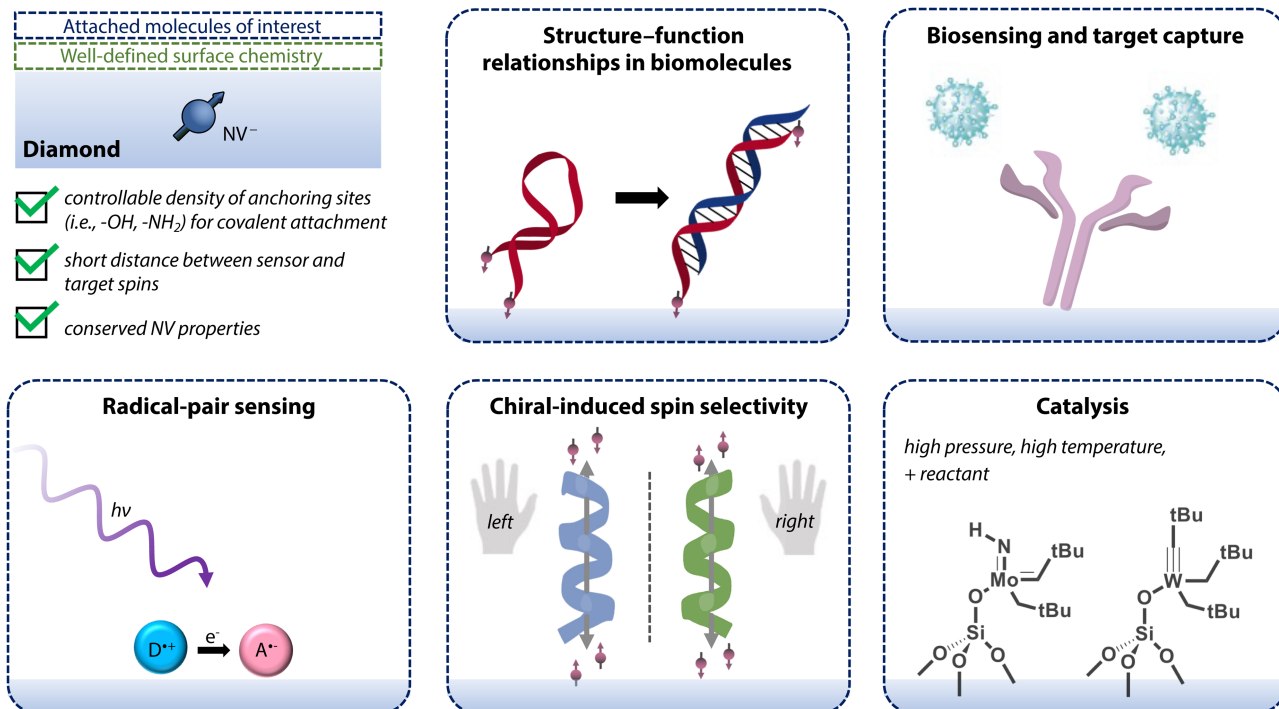 Attached molecules of interest
Well-defined surface chemistry
NV⁻
Diamond
controllable density of anchoring sites
(i.e., -OH, -NH₂) for covalent attachment
short distance between sensor and
target spins
conserved NV properties
Structure–function
relationships in biomolecules
Biosensing and target capture
Radical-pair sensing
hν
D•+
e-
A•-
Chiral-induced spin selectivity
left
right
Catalysis
high pressure, high temperature,
+ reactant
H
N
tBu
Mo
O
tBu
Si
O
O
O
tBu
tBu
W
O
tBu
Si
O
O
O